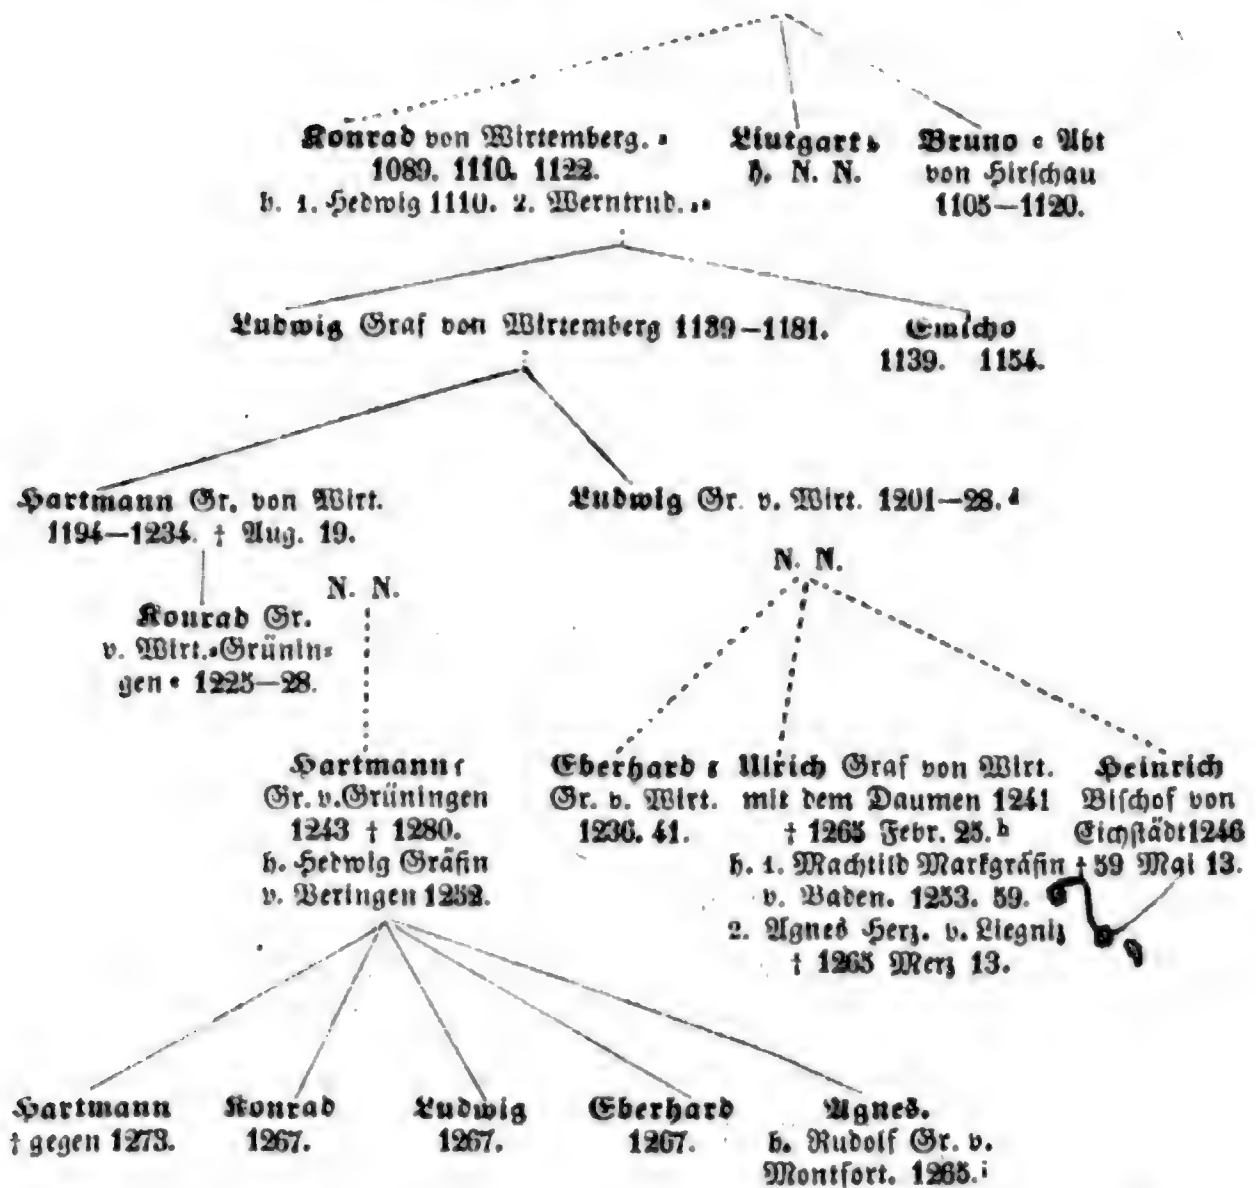 Konrad von Wirtemberg. a
1089. 1110. 1122.
h. 1. Hedwig 1110. 2. Werntrud. aa
Liutgart b
h. N. N.
Bruno c Abt
von Hirschau
1105—1120.
Ludwig Graf von Wirtemberg 1139—1181.
Emicho
1139. 1154.
Hartmann Gr. von Wirt.
1194—1234. † Aug. 19.
Ludwig Gr. v. Wirt. 1201—28. d
Konrad Gr.
v. Wirt.=Grünin=
gen e 1225—28.
N. N.
N. N.
Hartmann f
Gr. v. Grüningen
1243 † 1280.
h. Hedwig Gräfin
v. Veringen 1252.
Eberhard g
Gr. v. Wirt.
1236. 41.
Ulrich Graf von Wirt.
mit dem Daumen 1241
† 1265 Febr. 25. h
h. 1. Machtild Markgräfin
v. Baden. 1253. 59.
2. Agnes Herz. v. Liegniz
† 1265 Merz 13.
Heinrich
Bischof von
Eichstädt 1246
† 59 Mai 13.
Hartmann
† gegen 1273.
Konrad
1267.
Ludwig
1267.
Eberhard
1267.
Agnes.
h. Rudolf Gr. v.
Montfort. 1265. i